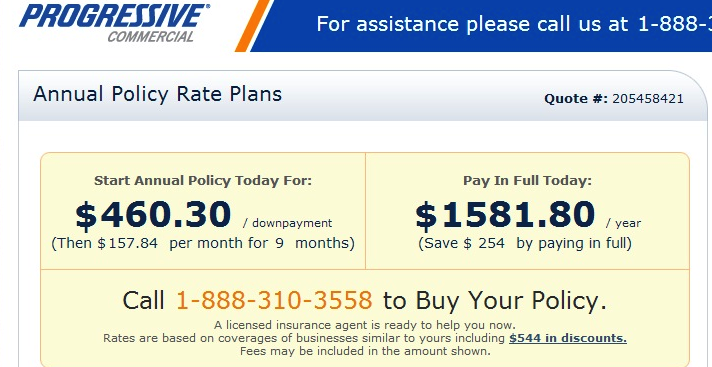 PROGRESSIVE®
COMMERCIAL
For assistance please call us at 1-888-
Annual Policy Rate Plans
Quote #: 205458421
Start Annual Policy Today For:
$460.30 / downpayment
(Then $157.84 per month for 9 months)
Pay In Full Today:
$1581.80 / year
(Save $ 254 by paying in full)
Call 1-888-310-3558 to Buy Your Policy.
A licensed insurance agent is ready to help you now.
Rates are based on coverages of businesses similar to yours including $544 in discounts.
Fees may be included in the amount shown.